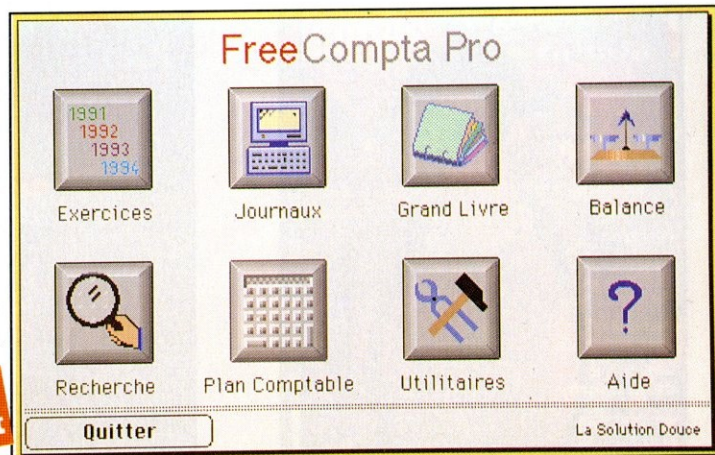 FreeCompta Pro
1991
1992
1993
1994
Exercices
Journaux
Grand Livre
Balance
Recherche
Plan Comptable
Utilitaires
Aide
Quitter
La Solution Douce